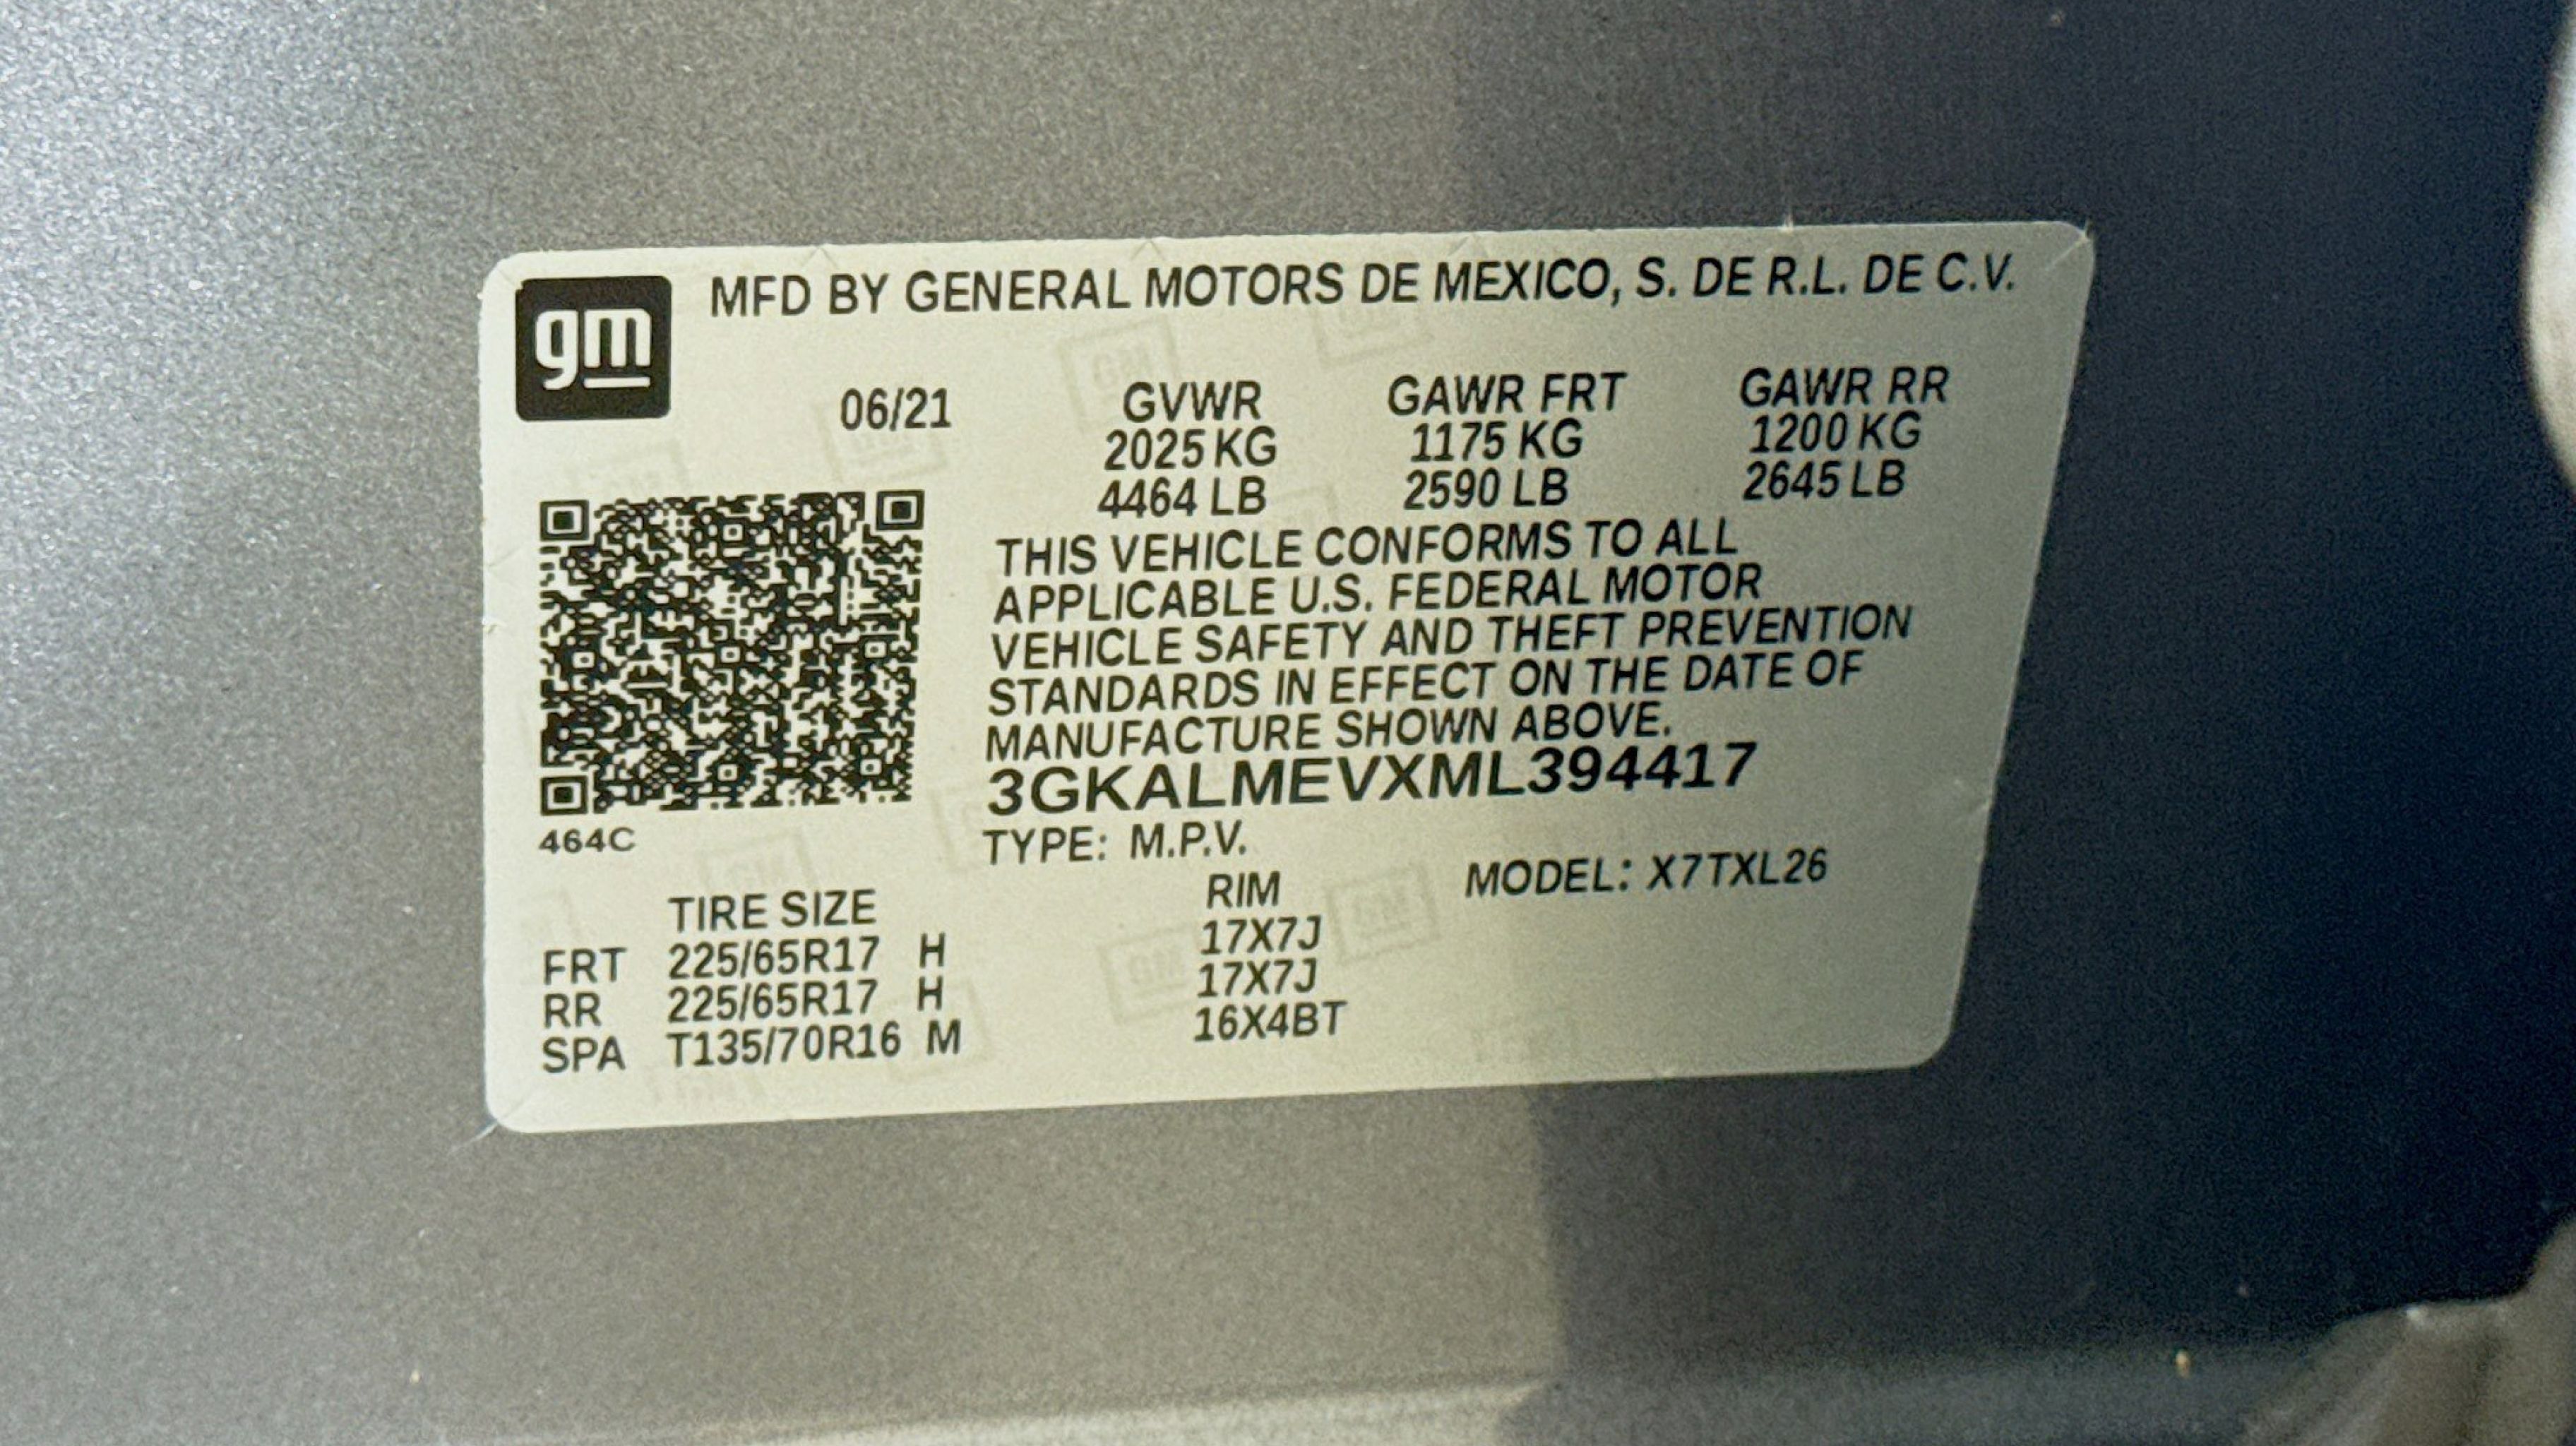 gm
MFD BY GENERAL MOTORS DE MEXICO, S. DE R.L. DE C.V.
06/21 GVWR GAWR FRT GAWR RR
2025 KG 1175 KG 1200 KG
4464 LB 2590 LB 2645 LB
THIS VEHICLE CONFORMS TO ALL
APPLICABLE U.S. FEDERAL MOTOR
VEHICLE SAFETY AND THEFT PREVENTION
STANDARDS IN EFFECT ON THE DATE OF
MANUFACTURE SHOWN ABOVE.
3GKALMEVXML394417
464C
TYPE: M.P.V. MODEL: X7TXL26
TIRE SIZE RIM
FRT 225/65R17 H 17X7J
RR 225/65R17 H 17X7J
SPA T135/70R16 M 16X4BT